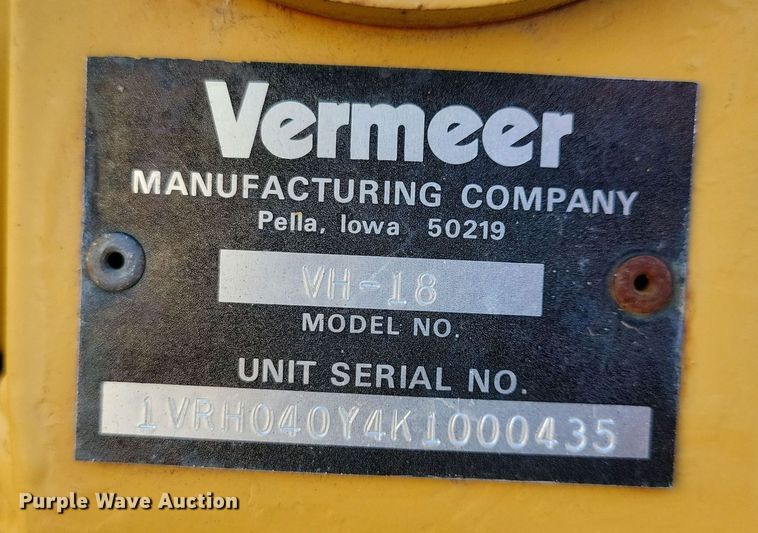 Vermeer
MANUFACTURING COMPANY
Pella, Iowa 50219
VH-18
MODEL NO.
UNIT SERIAL NO.
1VRH040Y4K1000435
Purple Wave Auction